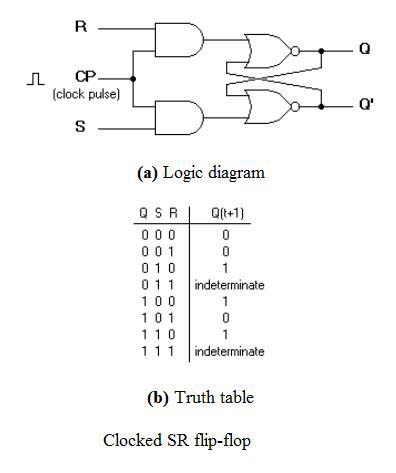 R
Q
CP
(clock pulse)
Q'
S
(a) Logic diagram
Q S R Q(t+1)
0 0 0 0
0 0 1 0
0 1 0 1
0 1 1 indeterminate
1 0 0 1
1 0 1 0
1 1 0 1
1 1 1 indeterminate
(b) Truth table
Clocked SR flip-flop